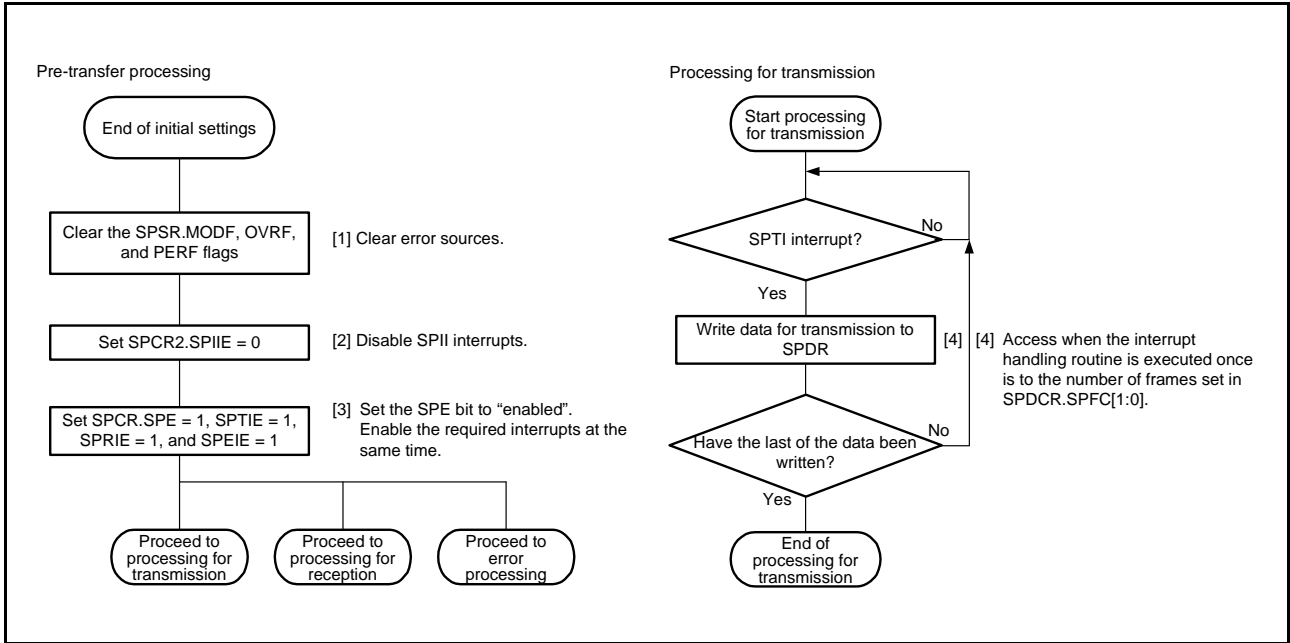 Pre-transfer processing
End of initial settings
Clear the SPSR.MODF, OVRF,
and PERF flags
[1] Clear error sources.
Set SPCR2.SPIIE = 0
[2] Disable SPII interrupts.
Set SPCR.SPE = 1, SPTIE = 1,
SPRIE = 1, and SPEIE = 1
[3] Set the SPE bit to “enabled”.
Enable the required interrupts at the
same time.
Proceed to
processing for
transmission
Proceed to
processing for
reception
Proceed to
error
processing
Processing for transmission
Start processing
for transmission
SPTI interrupt?
No
Yes
Write data for transmission to
SPDR
[4]
[4] Access when the interrupt
handling routine is executed once
is to the number of frames set in
SPDCR.SPFC[1:0].
Have the last of the data been
written?
No
Yes
End of
processing for
transmission